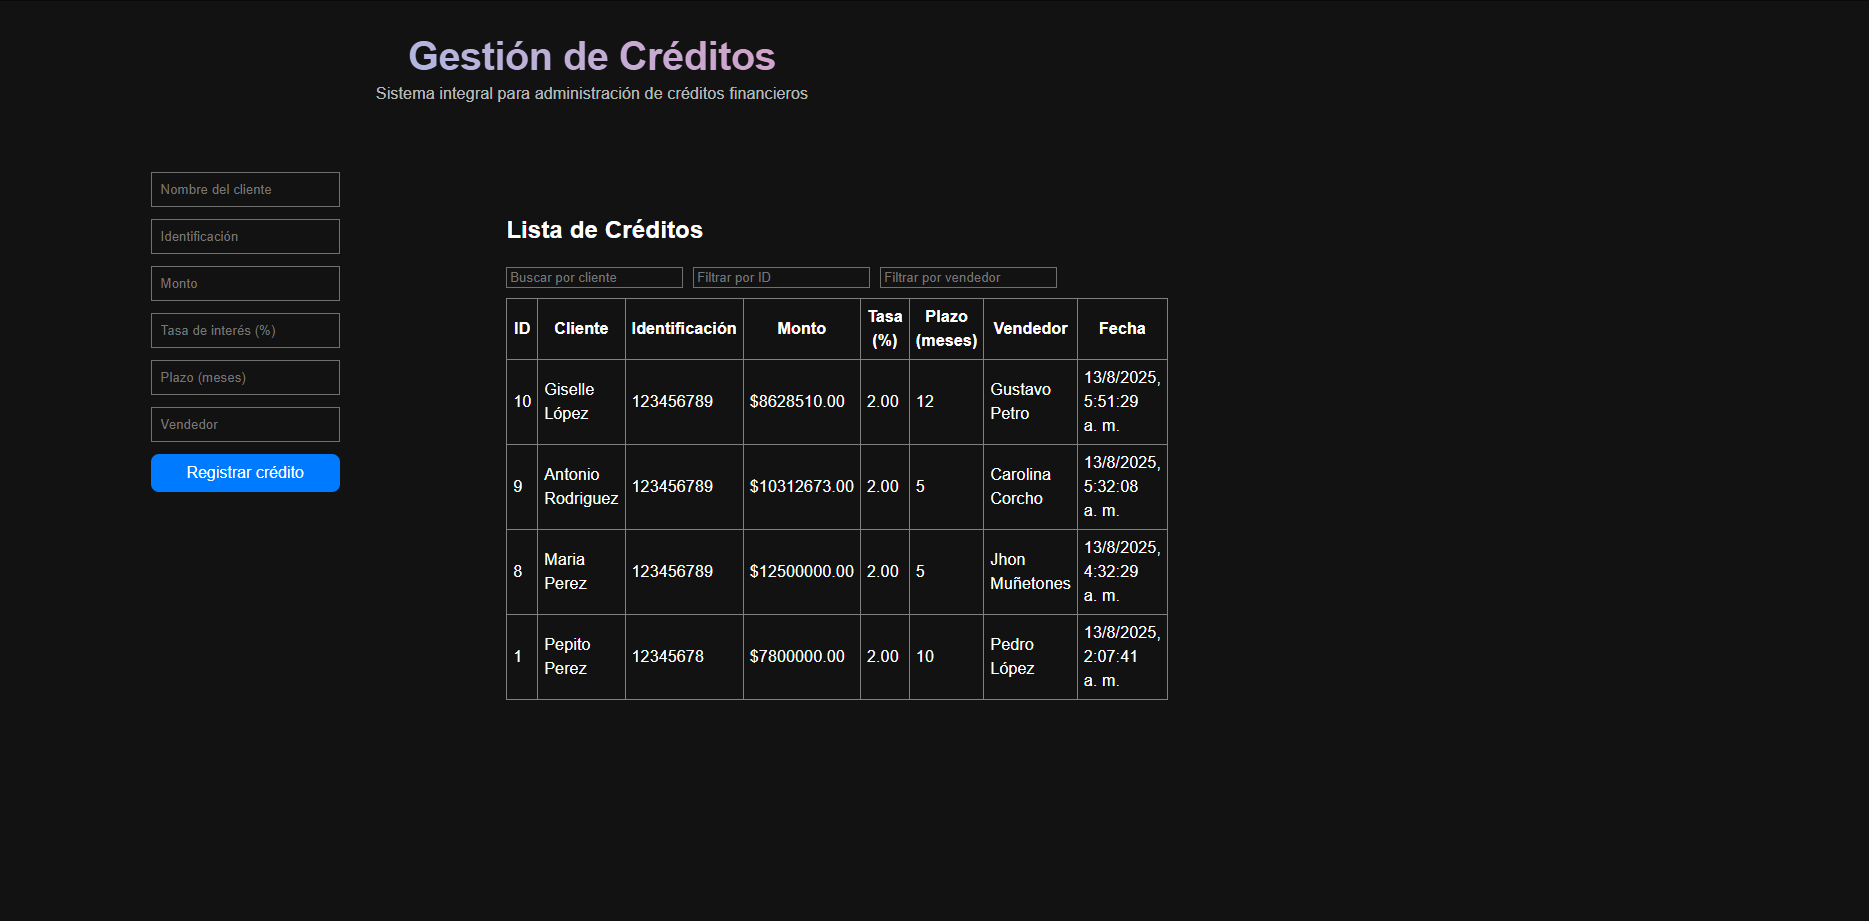 Gestión de Créditos
Sistema integral para administración de créditos financieros
Nombre del cliente
Identificación
Monto
Tasa de interés (%)
Plazo (meses)
Vendedor
Registrar crédito
Lista de Créditos
Buscar por cliente Filtrar por ID Filtrar por vendedor
ID Cliente Identificación Monto Tasa (%) Plazo (meses) Vendedor Fecha
10 Giselle López 123456789 $8628510.00 2.00 12 Gustavo Petro 13/8/2025, 5:51:29 a. m.
9 Antonio Rodriguez 123456789 $10312673.00 2.00 5 Carolina Corcho 13/8/2025, 5:32:08 a. m.
8 Maria Perez 123456789 $12500000.00 2.00 5 Jhon Muñetones 13/8/2025, 4:32:29 a. m.
1 Pepito Perez 12345678 $7800000.00 2.00 10 Pedro López 13/8/2025, 2:07:41 a. m.